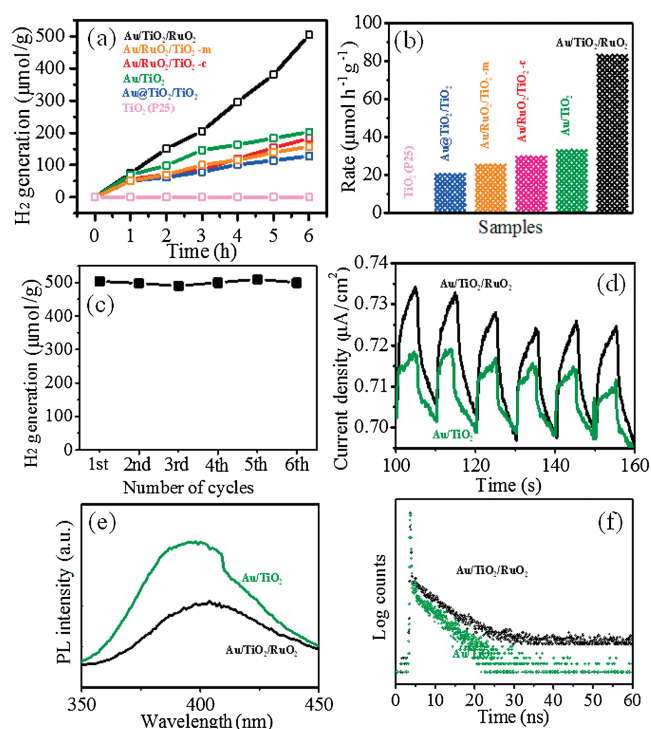 (a)
Au/TiO₂/RuO₂
Au/RuO₂/TiO₂ -m
Au/RuO₂/TiO₂ -c
Au/TiO₂
Au@TiO₂/TiO₂
TiO₂ (P25)
H₂ generation (μmol/g)
500
400
300
200
100
0
0 1 2 3 4 5 6
Time (h)
(b)
Au/TiO₂/RuO₂
Rate (μmol h⁻¹ g⁻¹)
100
80
60
40
20
0
TiO₂ (P25)
Au@TiO₂/TiO₂
Au/RuO₂/TiO₂-m
Au/RuO₂/TiO₂-c
Au/TiO₂
Samples
(c)
H₂ generation (μmol/g)
500
400
300
200
100
0
1st 2nd 3rd 4th 5th 6th
Number of cycles
(d)
Au/TiO₂/RuO₂
Au/TiO₂
Current density (μA/cm²)
0.74
0.73
0.72
0.71
0.70
100 120 140 160
Time (s)
(e)
Au/TiO₂
Au/TiO₂/RuO₂
PL intensity (a.u.)
350 400 450
Wavelength(nm)
(f)
Au/TiO₂/RuO₂
Au/TiO₂
Log counts
0 10 20 30 40 50 60
Time (ns)